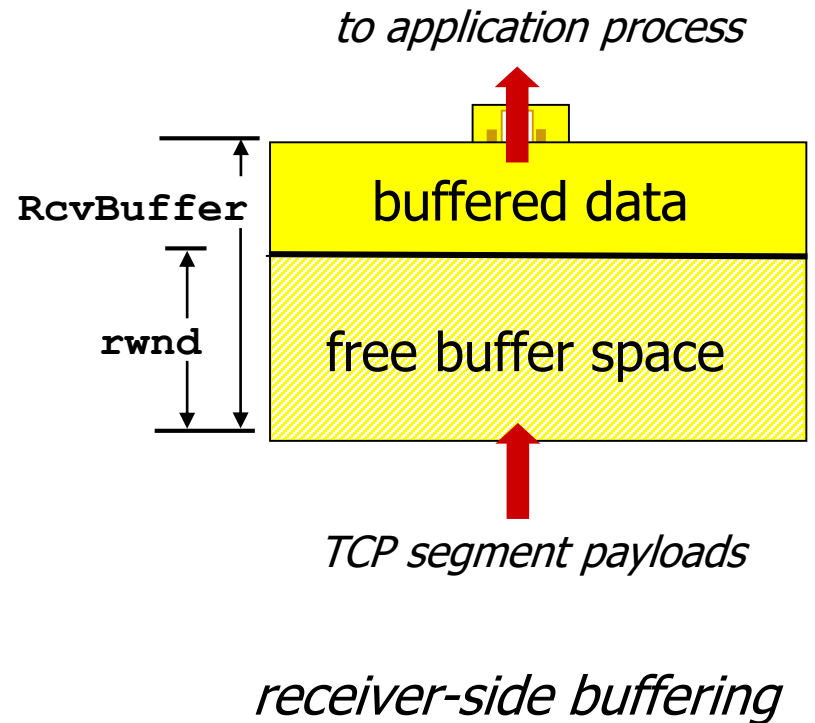 to application process
RcvBuffer
buffered data
rwnd
free buffer space
TCP segment payloads
receiver-side buffering